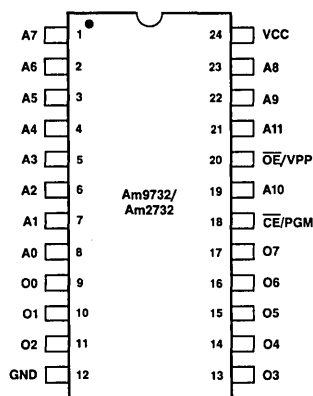 A7 1 24 VCC
A6 2 23 A8
A5 3 22 A9
A4 4 21 A11
A3 5 20 O̅E̅/VPP
Am9732/
Am2732
A2 6 19 A10
A1 7 18 C̅E̅/PGM
A0 8 17 O7
O0 9 16 O6
O1 10 15 O5
O2 11 14 O4
GND 12 13 O3